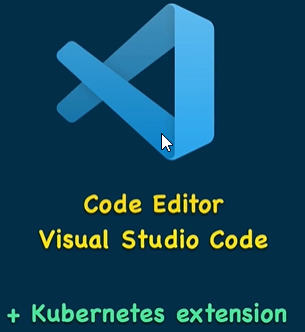 Code Editor
Visual Studio Code
+ Kubernetes extension